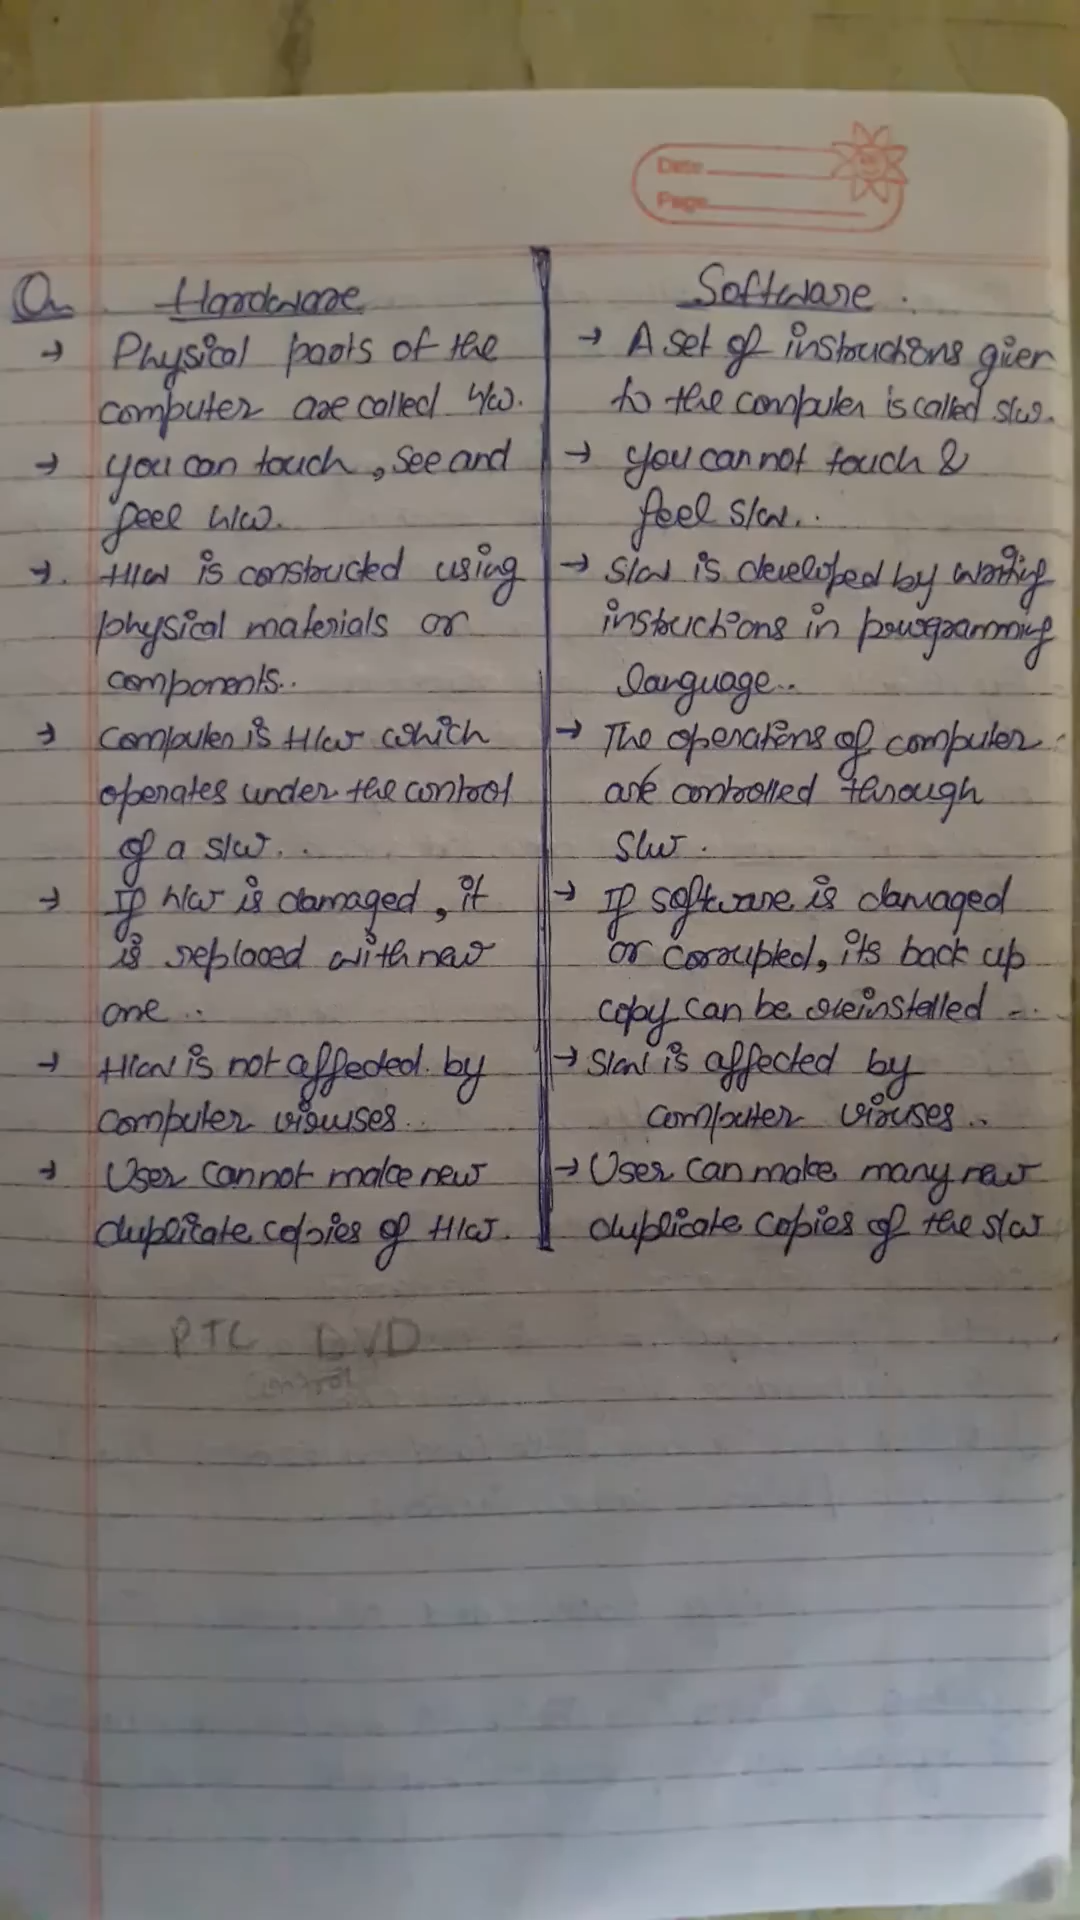 Date
Page
Q Hardware
→ Physical parts of the
computer are called H/W.
→ you can touch, see and
feel H/W.
→. H/W is constructed using
physical materials or
components..
→ Computer is H/W which
operates under the control
of a S/W...
→ If h/w is damaged, it
is replaced with new
one..
→ H/W is not affected by
computer viruses..
→ User cannot make new
duplicate copies of H/W.
Software.
→ A set of instructions
to the computer is called S/W.
→ you cannot touch &
feel S/W..
→ S/W is developed by writing
instructions in programming
language..
→ The operations of computer
are controlled through
S/W.
→ If software is damaged
or corrupted, its back up
copy can be reinstalled ...
→ S/W is affected by
computer viruses..
→ User can make many new
duplicate copies of the S/W
PTC DVD
control